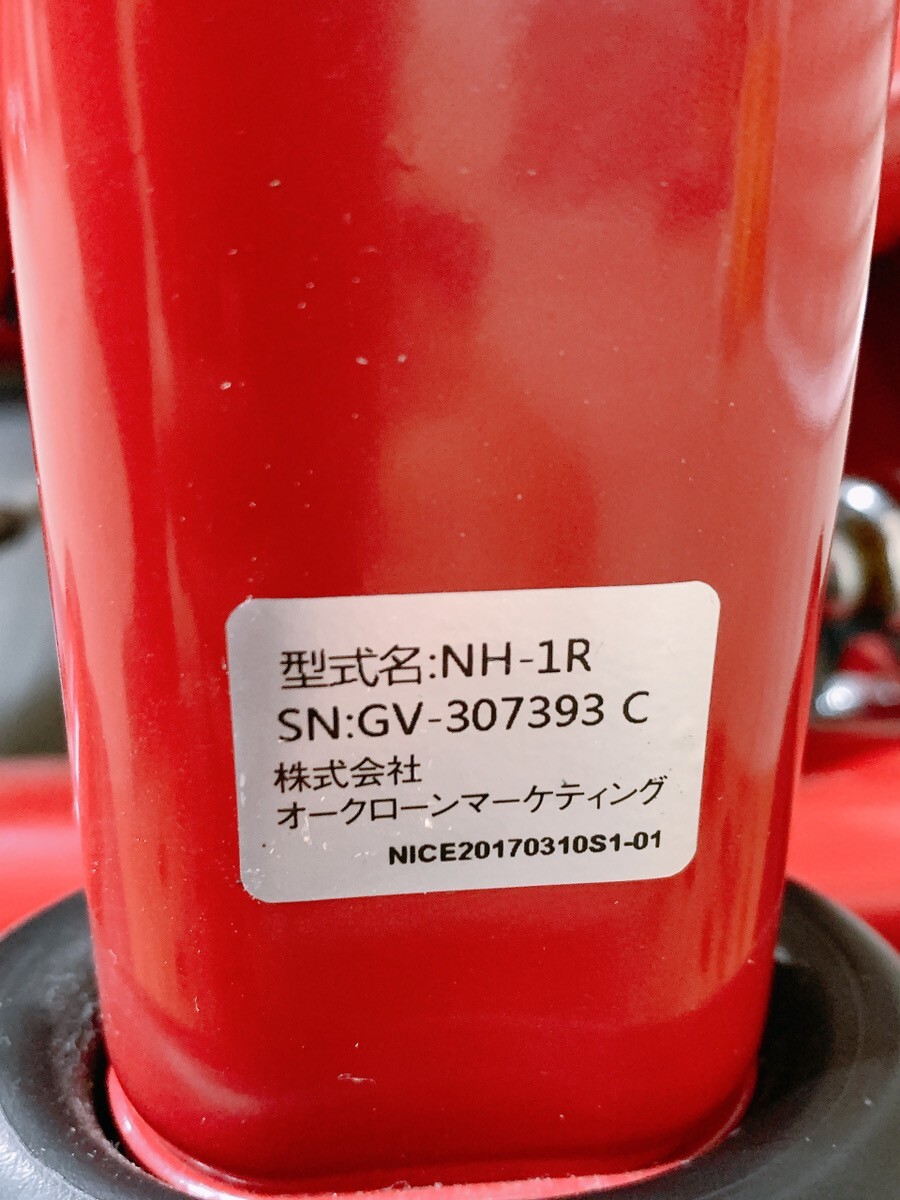 型式名:NH-1R
SN:GV-307393 C
株式会社
オークローンマーケティング
NICE20170310S1-01